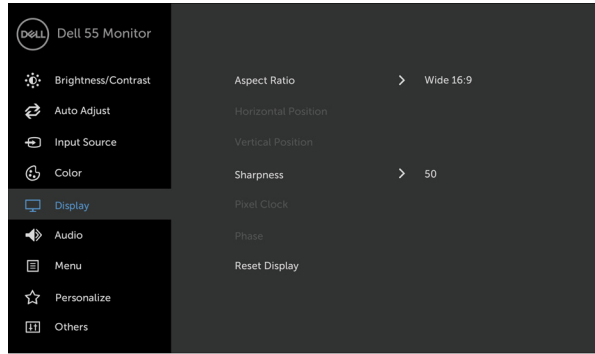 DELL Dell 55 Monitor
Brightness/Contrast
Auto Adjust
Input Source
Color
Display
Audio
Menu
Personalize
Others
Aspect Ratio > Wide 16:9
Horizontal Position
Vertical Position
Sharpness > 50
Pixel Clock
Phase
Reset Display